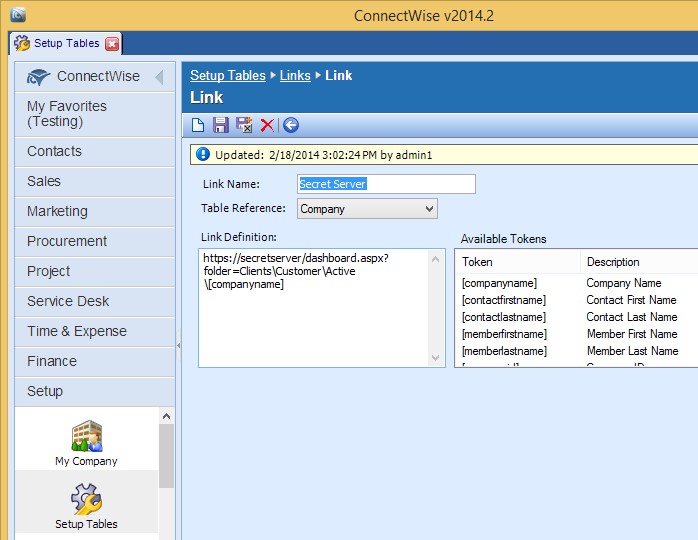 ConnectWise v2014.2
Setup Tables
ConnectWise
My Favorites
(Testing)
Contacts
Sales
Marketing
Procurement
Project
Service Desk
Time & Expense
Finance
Setup
My Company
Setup Tables
Setup Tables Links Link
Link
Updated: 2/18/2014 3:02:24 PM by admin1
Link Name: Secret Server
Table Reference: Company
Link Definition:
https://secretserver/dashboard.aspx?
folder=Clients\Customer\Active
\[companyname]
Available Tokens
Token Description
[companyname] Company Name
[contactfirstname] Contact First Name
[contactlastname] Contact Last Name
[memberfirstname] Member First Name
[memberlastname] Member Last Name